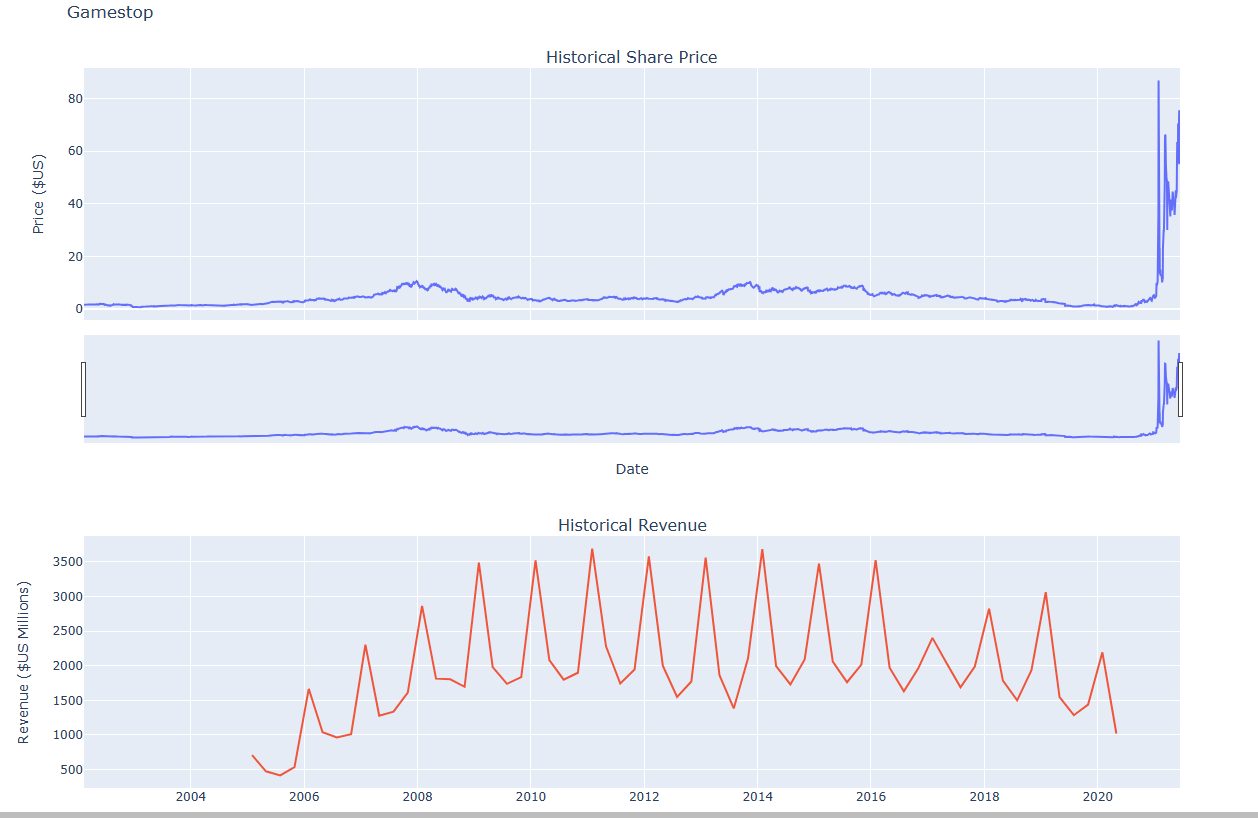 Gamestop
Historical Share Price
80
60
40
20
0
Price ($US)
Date
Historical Revenue
3500
3000
2500
2000
1500
1000
500
Revenue ($US Millions)
2004 2006 2008 2010 2012 2014 2016 2018 2020